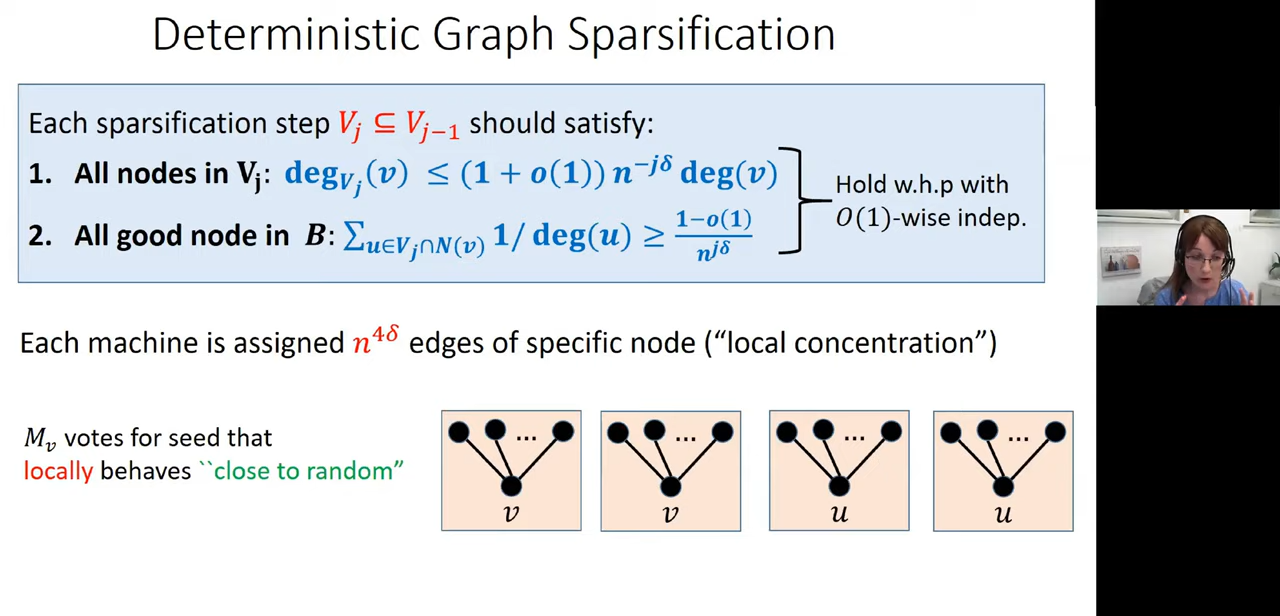 Deterministic Graph Sparsification
Each sparsification step V_j ⊆ V_{j−1} should satisfy:
1. All nodes in V_j: deg_{V_j}(v) ≤ (1 + o(1)) n^{−jδ} deg(v)
2. All good node in B: ∑_{u∈V_j∩N(v)} 1/ deg(u) ≥ \frac{1−o(1)}{n^{jδ}}
Hold w.h.p with
O(1)-wise indep.
Each machine is assigned n^{4δ} edges of specific node (“local concentration”)
M_v votes for seed that
locally behaves ``close to random”
... ... ... ...
v v u u